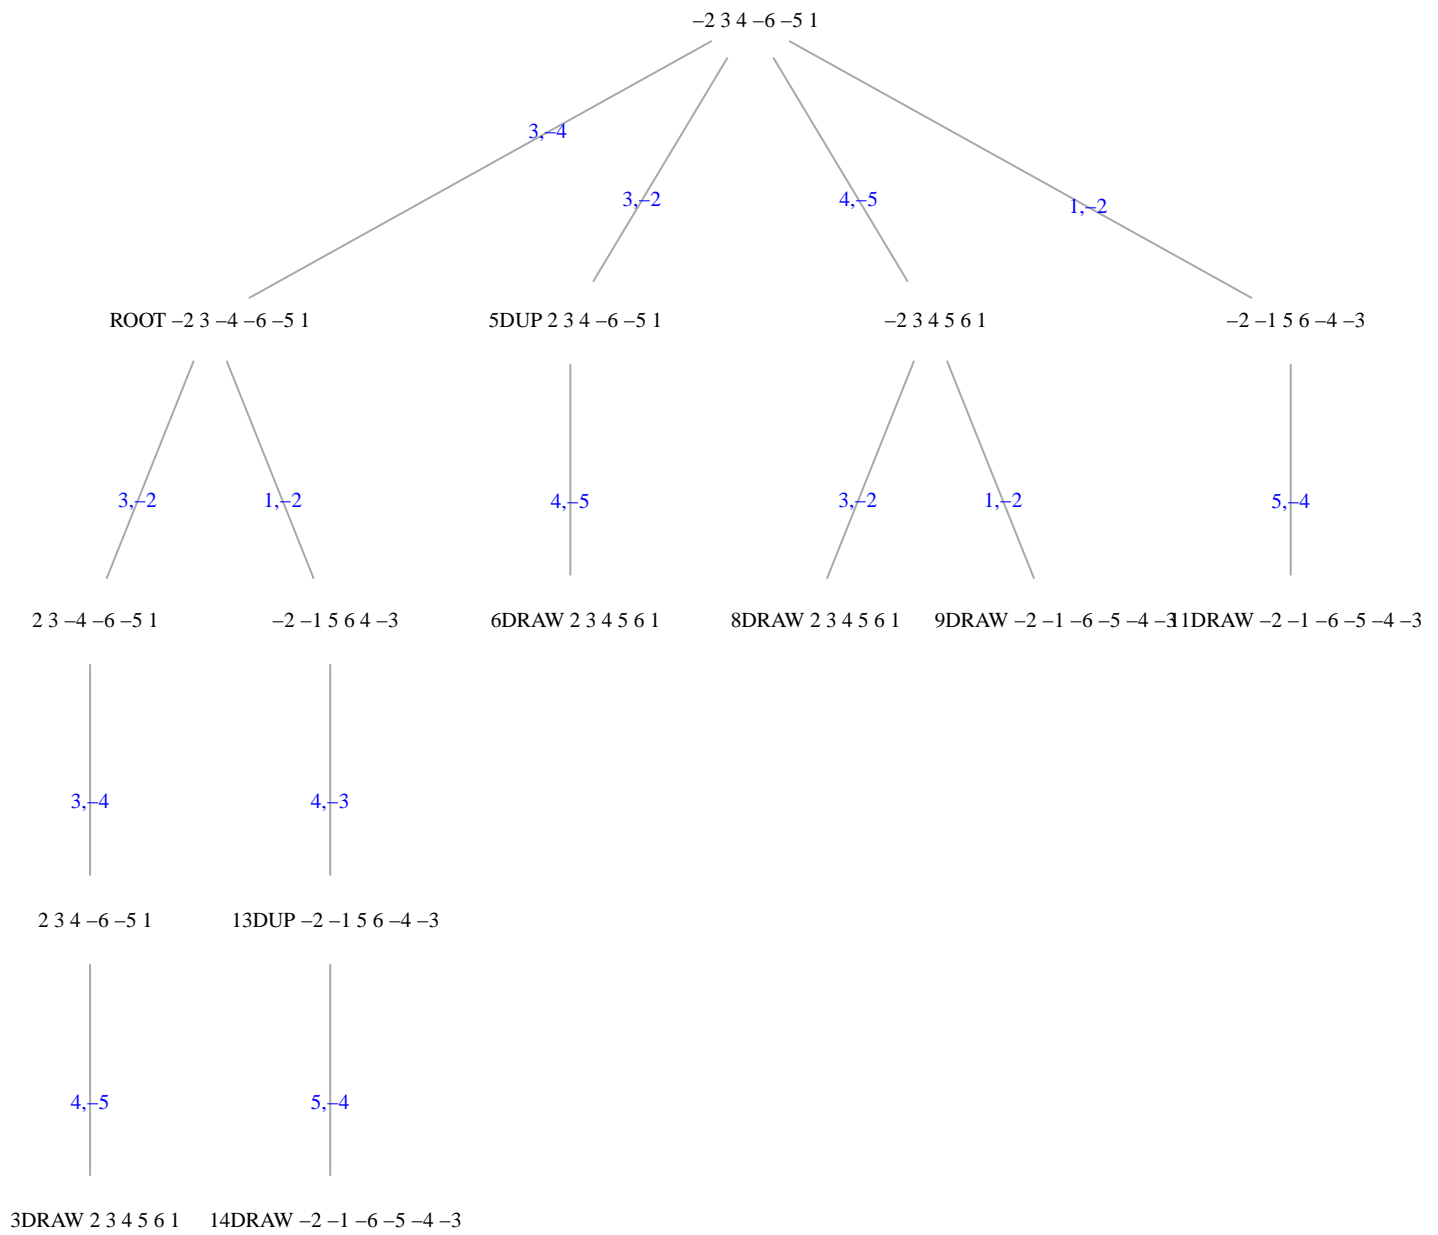 −2 3 4 −6 −5 1
3,−4
3,−2
4,−5
1,−2
ROOT −2 3 −4 −6 −5 1
5DUP 2 3 4 −6 −5 1
−2 3 4 5 6 1
−2 −1 5 6 −4 −3
3,−2
1,−2
4,−5
3,−2
1,−2
5,−4
2 3 −4 −6 −5 1
−2 −1 5 6 4 −3
6DRAW 2 3 4 5 6 1
8DRAW 2 3 4 5 6 1
9DRAW −2 −1 −6 −5 −4 −3
11DRAW −2 −1 −6 −5 −4 −3
3,−4
4,−3
2 3 4 −6 −5 1
13DUP −2 −1 5 6 −4 −3
4,−5
5,−4
3DRAW 2 3 4 5 6 1
14DRAW −2 −1 −6 −5 −4 −3